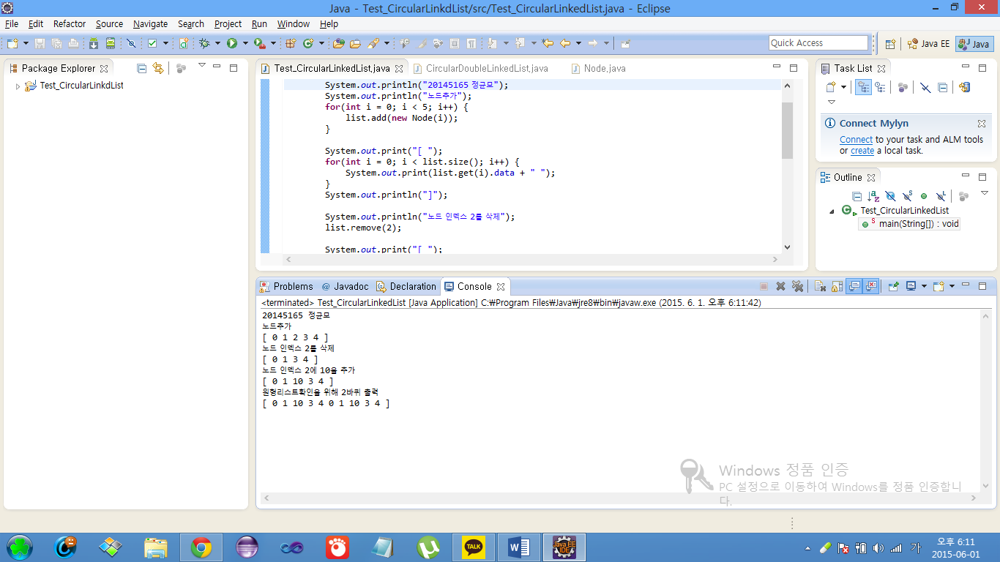 Java - Test_CircularLinkdList/src/Test_CircularLinkedList.java - Eclipse
File Edit Refactor Source Navigate Search Project Run Window Help
Quick Access
Java EE
Java
Package Explorer
Test_CircularLinkdList
Test_CircularLinkedList.java
CircularDoubleLinkedList.java
Node.java
System.out.println("20145165 정균모");
System.out.println("노드추가");
for(int i = 0; i < 5; i++) {
list.add(new Node(i));
}
System.out.print("[ ");
for(int i = 0; i < list.size(); i++) {
System.out.print(list.get(i).data + " ");
}
System.out.println("]");
System.out.println("노드 인덱스 2를 삭제");
list.remove(2);
System.out.print("[ ");
Task List
Connect Mylyn
Connect to your task and ALM tools
or create a local task.
Outline
Test_CircularLinkedList
main(String[]) : void
Problems
@ Javadoc
Declaration
Console
<terminated> Test_CircularLinkedList [Java Application] C:₩Program Files₩Java₩jre8₩bin₩javaw.exe (2015. 6. 1. 오후 6:11:42)
20145165 정균모
노드추가
[ 0 1 2 3 4 ]
노드 인덱스 2를 삭제
[ 0 1 3 4 ]
노드 인덱스 2에 10을 추가
[ 0 1 10 3 4 ]
원형리스트확인을 위해 2바퀴 출력
[ 0 1 10 3 4 0 1 10 3 4 ]
Windows 정품 인증
PC 설정으로 이동하여 Windows를 정품 인증합니
다.
TALK
Java EE
IDE
가
오후 6:11
2015-06-01